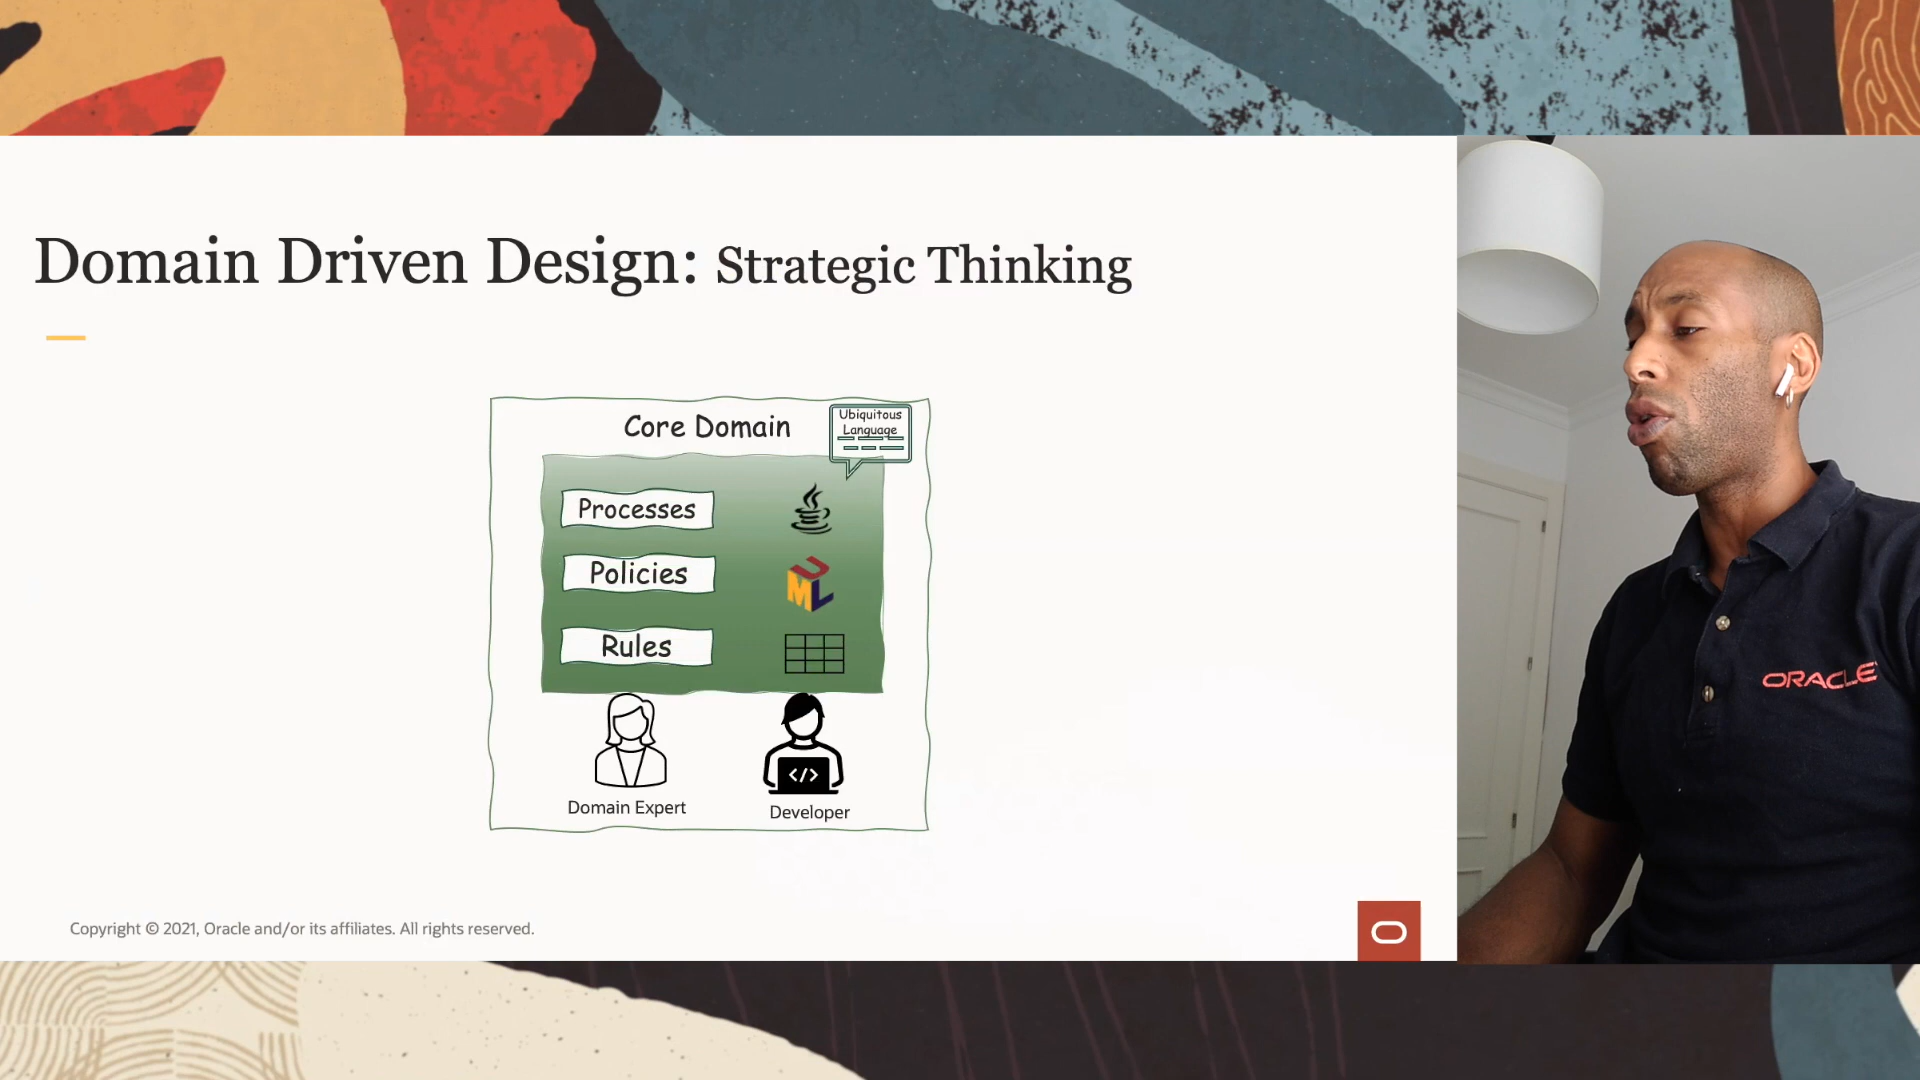 Domain Driven Design: Strategic Thinking
Core Domain
Ubiquitous
Language
Processes
Policies
UML
Rules
</>
Domain Expert
Developer
ORACLE
Copyright © 2021, Oracle and/or its affiliates. All rights reserved.